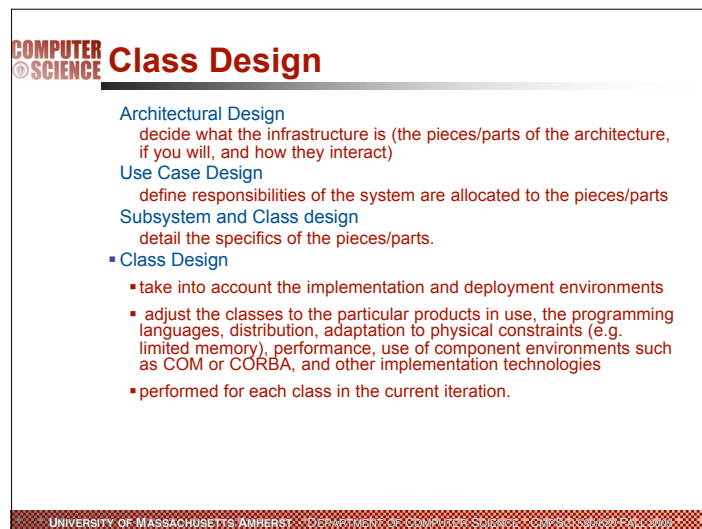 COMPUTER
SCIENCE
Class Design
Architectural Design
decide what the infrastructure is (the pieces/parts of the architecture,
if you will, and how they interact)
Use Case Design
define responsibilities of the system are allocated to the pieces/parts
Subsystem and Class design
detail the specifics of the pieces/parts.
▪ Class Design
▪ take into account the implementation and deployment environments
▪ adjust the classes to the particular products in use, the programming
languages, distribution, adaptation to physical constraints (e.g.
limited memory), performance, use of component environments such
as COM or CORBA, and other implementation technologies
▪ performed for each class in the current iteration.
UNIVERSITY OF MASSACHUSETTS AMHERST DEPARTMENT OF COMPUTER SCIENCE CMPSCI 520/620 FALL 2009